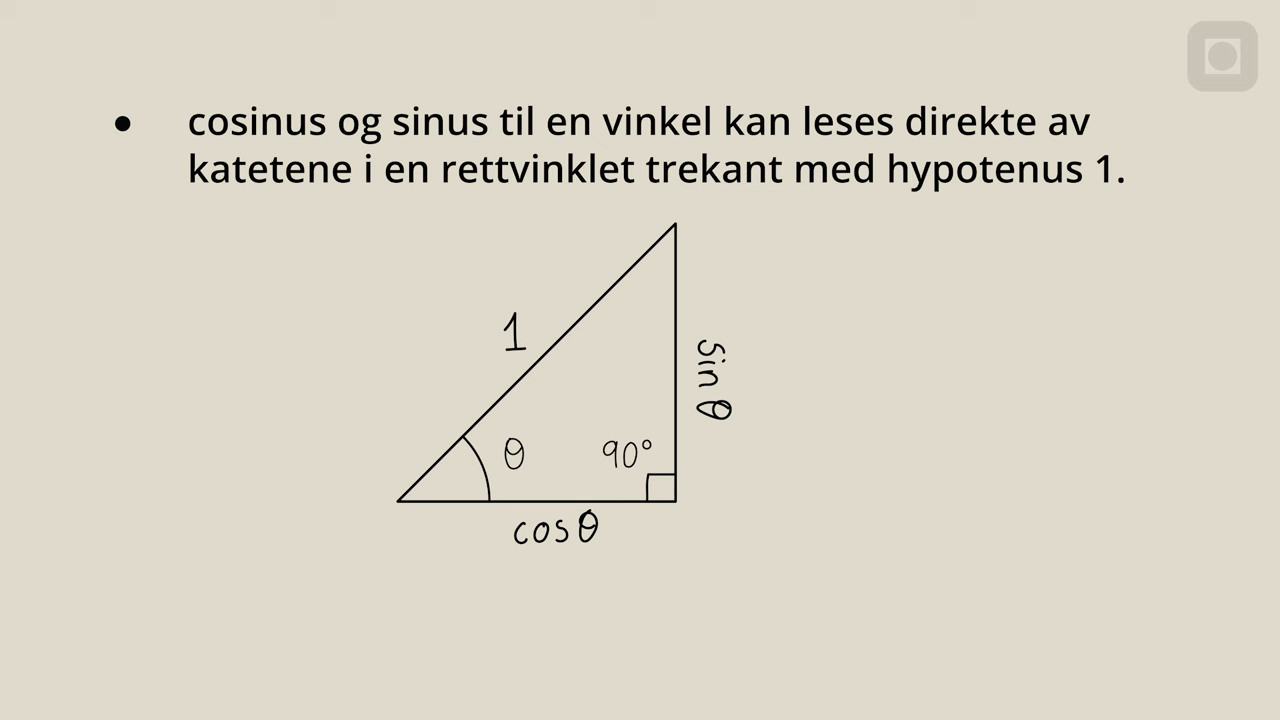 ● cosinus og sinus til en vinkel kan leses direkte av
katetene i en rettvinklet trekant med hypotenus 1.
1
sin θ
θ
90°
cos θ